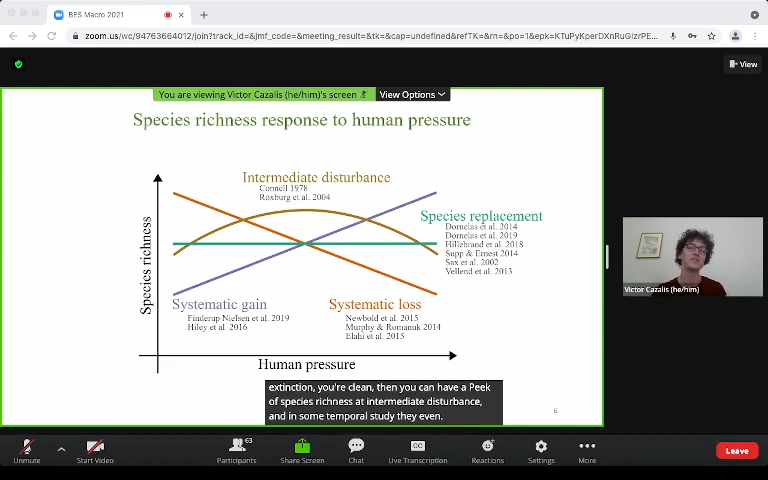 BES Macro 2021
zoom.us/wc/94763664012/join?track_id=&jmf_code=&meeting_result=&tk=&cap=undefined&refTK=&rn=&po=1&epk=KTuPyKperDXnRuGIzrPE...
View
You are viewing Victor Cazalis (he/him)'s screen
View Options
Species richness response to human pressure
Intermediate disturbance
Connell 1978
Roxburg et al. 2004
Species replacement
Dornelas et al. 2014
Dornelas et al. 2019
Hillebrand et al. 2018
Supp & Ernest 2014
Sax et al. 2002
Vellend et al. 2013
Species richness
Systematic gain
Finderup Nielsen et al. 2019
Hiley et al. 2016
Systematic loss
Newbold et al. 2015
Murphy & Romanuk 2014
Elahi et al. 2015
Human pressure
extinction, you're clean, then you can have a Peek
of species richness at intermediate disturbance,
and in some temporal study they even.
6
Victor Cazalis (he/him)
Unmute
Start Video
63
Participants
Share Screen
Chat
CC
Live Transcription
Reactions
Settings
More
Leave